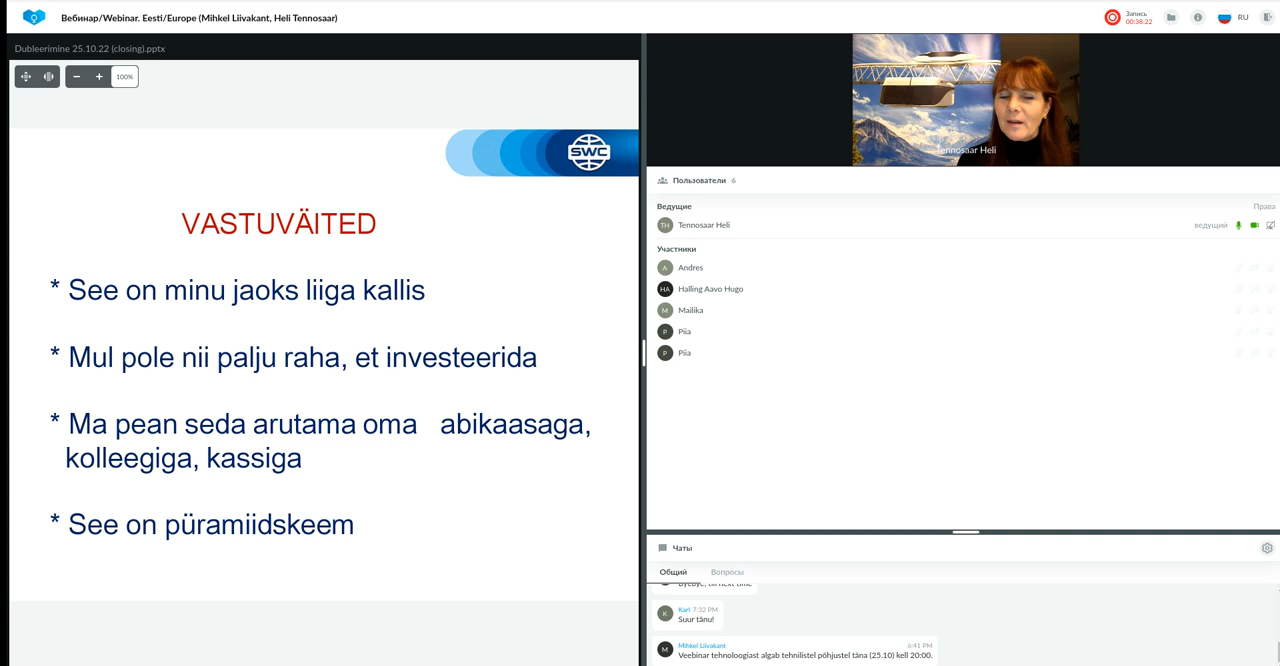 Вебинар/Webinar. Eesti/Europe (Mihkel Liivakant, Heli Tennosaar)
Запись
00:38:22
RU
Dubleerimine 25.10.22 (closing).pptx
100%
SWC
VASTUVÄITED
* See on minu jaoks liiga kallis
* Mul pole nii palju raha, et investeerida
* Ma pean seda arutama oma abikaasaga,
kolleegiga, kassiga
* See on püramiidskeem
Tennosaar Heli
Пользователи 6
Ведущие Права
TH Tennosaar Heli ведущий
Участники
A Andres
HA Halling Aavo Hugo
M Mailika
P Piia
P Piia
Чаты
Общий Вопросы
till next time
K Karl 7:32 PM
Suur tänu!
M Mihkel Liivakant 6:41 PM
Veebinar tehnoloogiast algab tehnilistel põhjustel täna (25.10) kell 20:00.